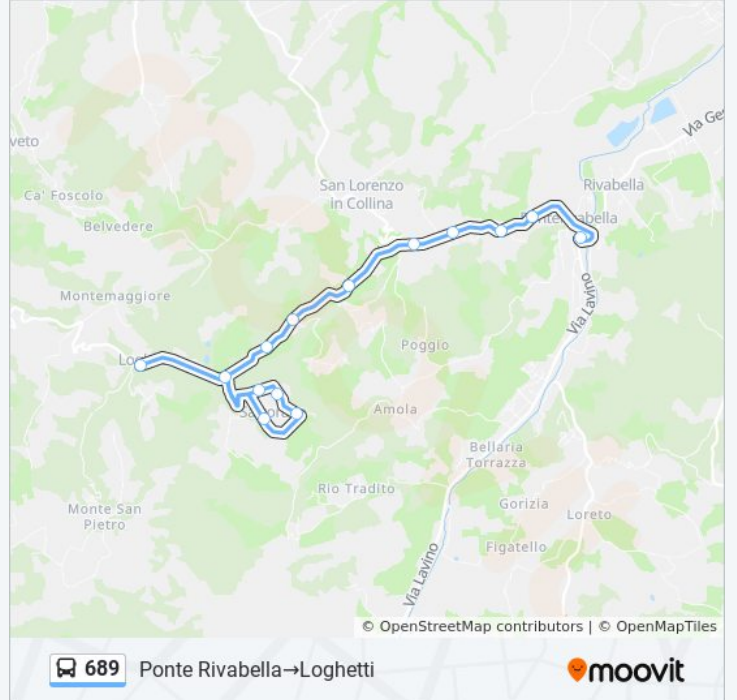 Via Ge
veto
San Lorenzo
in Collina
Rivabella
Ca' Foscolo
Belvedere
Montemaggiore
Via Lavino
Poggio
Amola
Bellaria
Torrazza
Rio Tradito
Gorizia
Loreto
Monte San
Pietro
Figatello
Via Lavino
© OpenStreetMap contributors | © OpenMapTiles
689 Ponte Rivabella→Loghetti
moovit